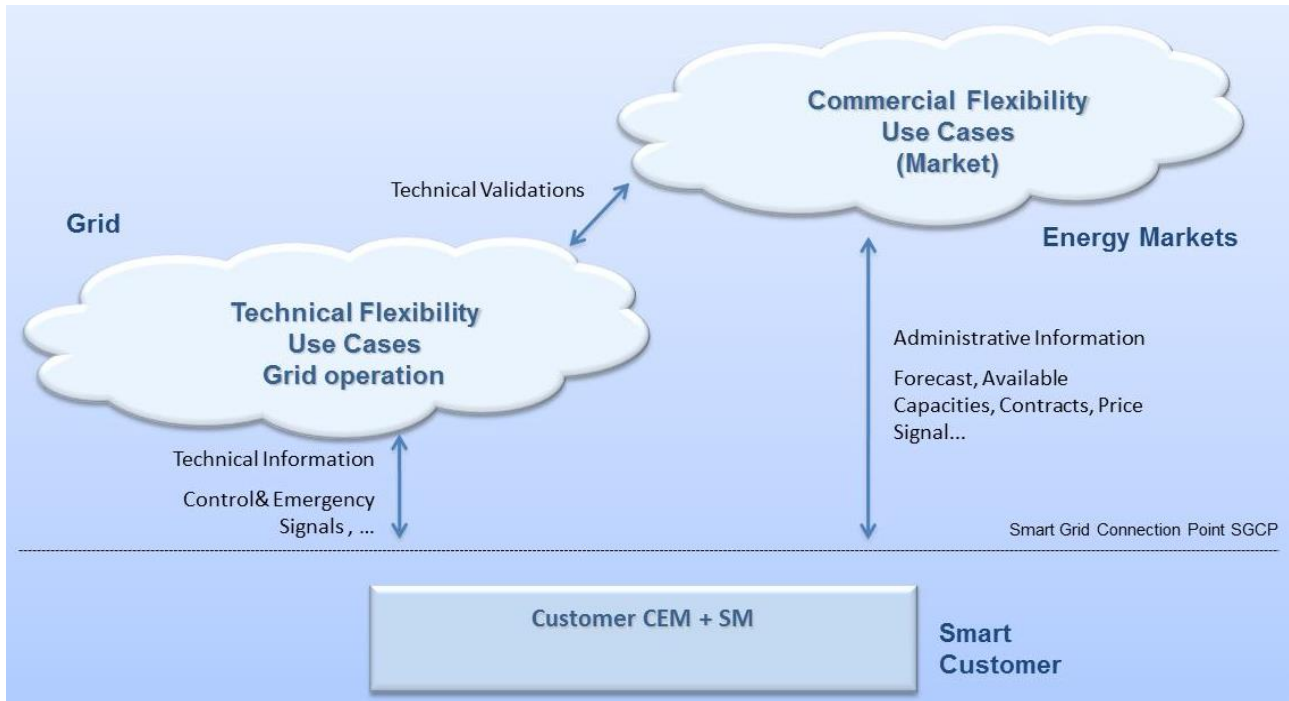 Commercial Flexibility
Use Cases
(Market)
Technical Validations
Grid
Energy Markets
Technical Flexibility
Use Cases
Grid operation
Administrative Information
Forecast, Available
Capacities, Contracts, Price
Signal...
Technical Information
Control& Emergency
Signals , ...
Smart Grid Connection Point SGCP
Customer CEM + SM
Smart
Customer